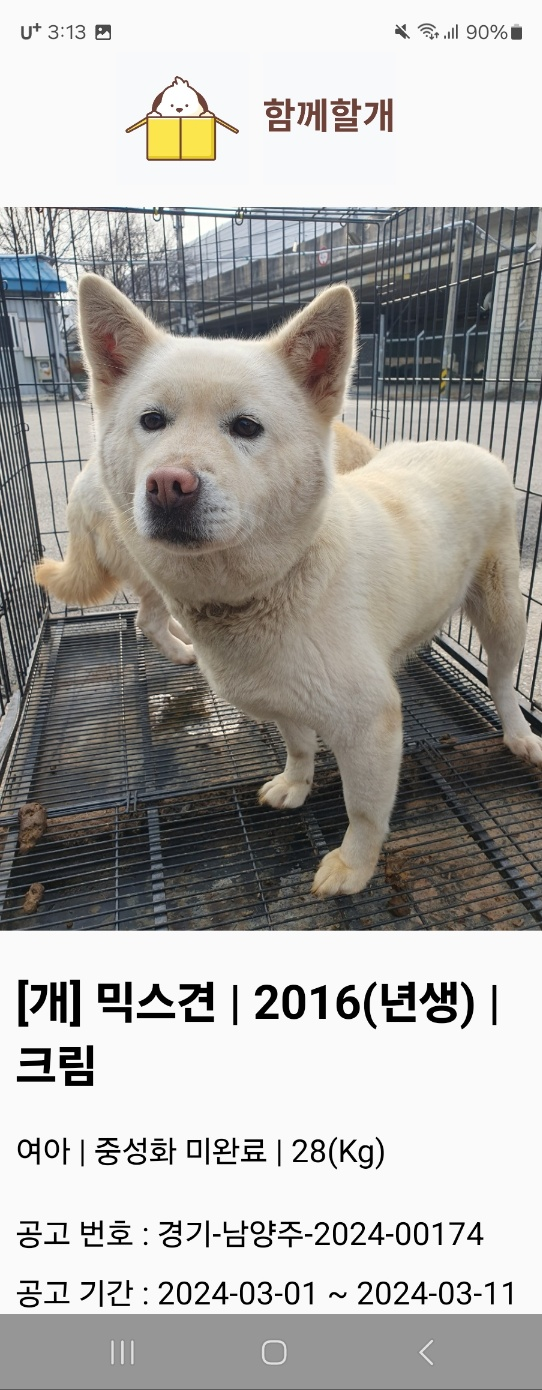 U+ 3:13 90%
함께할개
[개] 믹스견 | 2016(년생) |
크림
여아 | 중성화 미완료 | 28(Kg)
공고 번호 : 경기-남양주-2024-00174
공고 기간 : 2024-03-01 ~ 2024-03-11